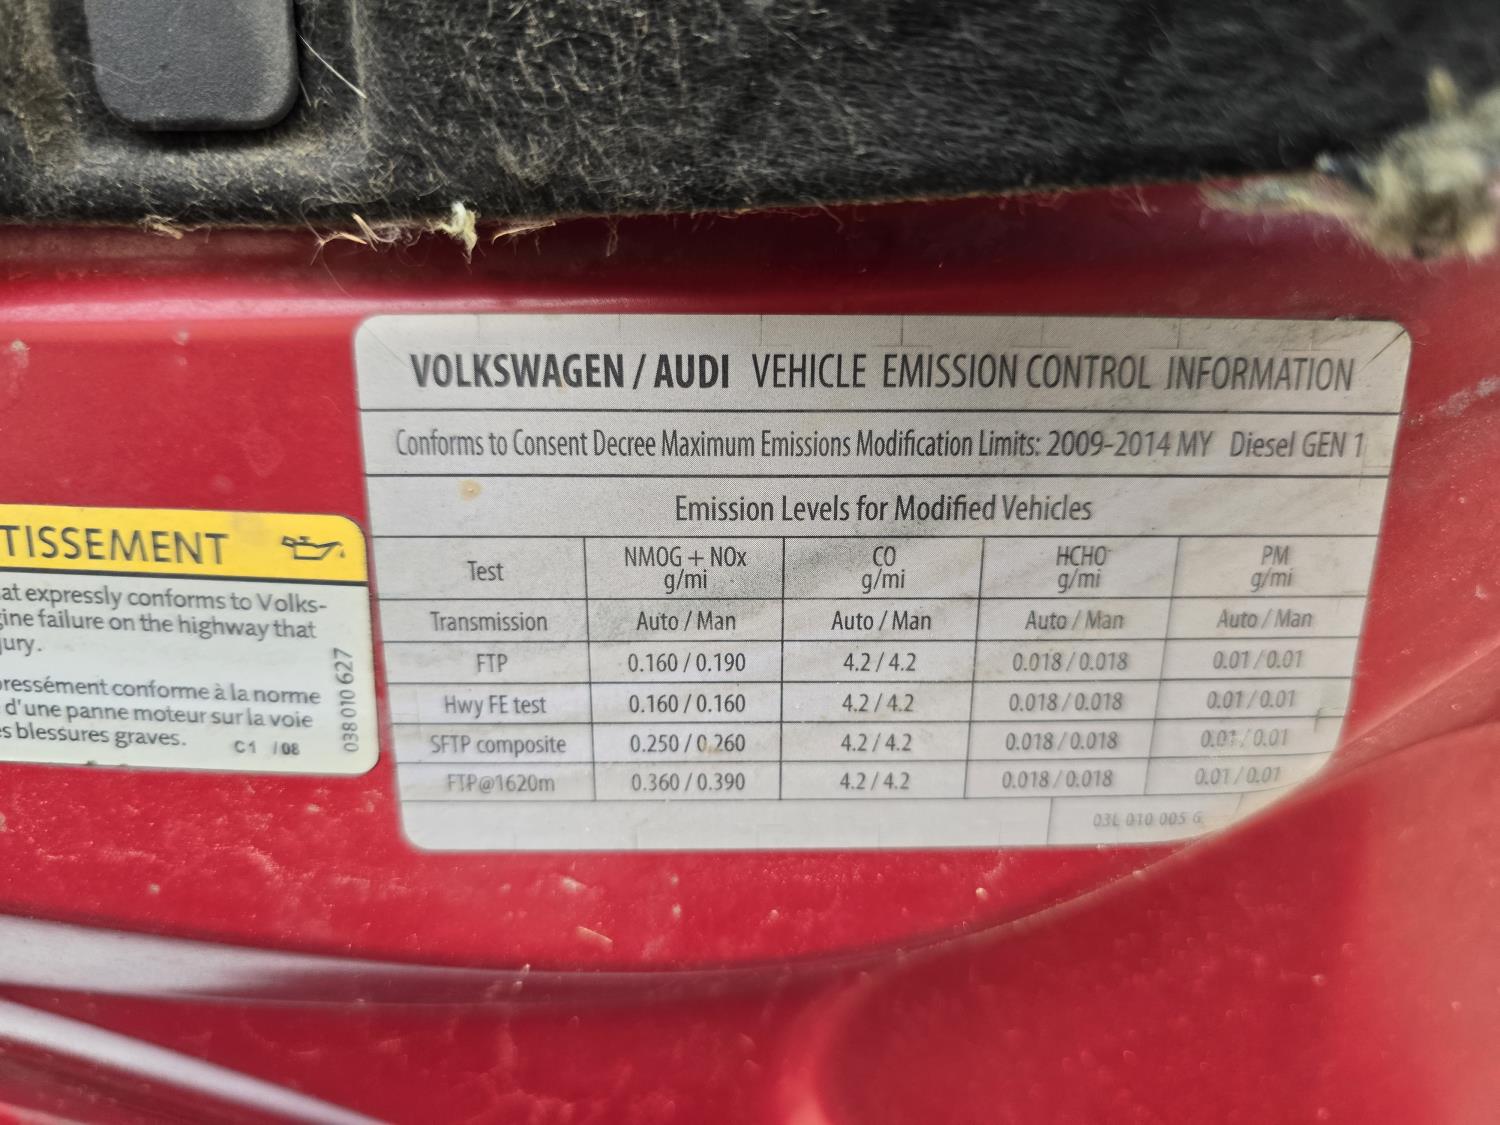 VOLKSWAGEN / AUDI VEHICLE EMISSION CONTROL INFORMATION
Conforms to Consent Decree Maximum Emissions Modification Limits: 2009-2014 MY Diesel GEN 1
Emission Levels for Modified Vehicles
Test NMOG + NOx g/mi CO g/mi HCHO g/mi PM g/mi
Transmission Auto / Man Auto / Man Auto / Man Auto / Man
FTP 0.160 / 0.190 4.2 / 4.2 0.018 / 0.018 0.01 / 0.01
Hwy FE test 0.160 / 0.160 4.2 / 4.2 0.018 / 0.018 0.01 / 0.01
SFTP composite 0.250 / 0.260 4.2 / 4.2 0.018 / 0.018 0.01 / 0.01
FTP@1620m 0.360 / 0.390 4.2 / 4.2 0.018 / 0.018 0.01 / 0.01
03L 010 005 G
TISSEMENT
at expressly conforms to Volks-
ine failure on the highway that
jury.
ressément conforme à la norme
d'une panne moteur sur la voie
s blessures graves.
C1 /08
038 010 627